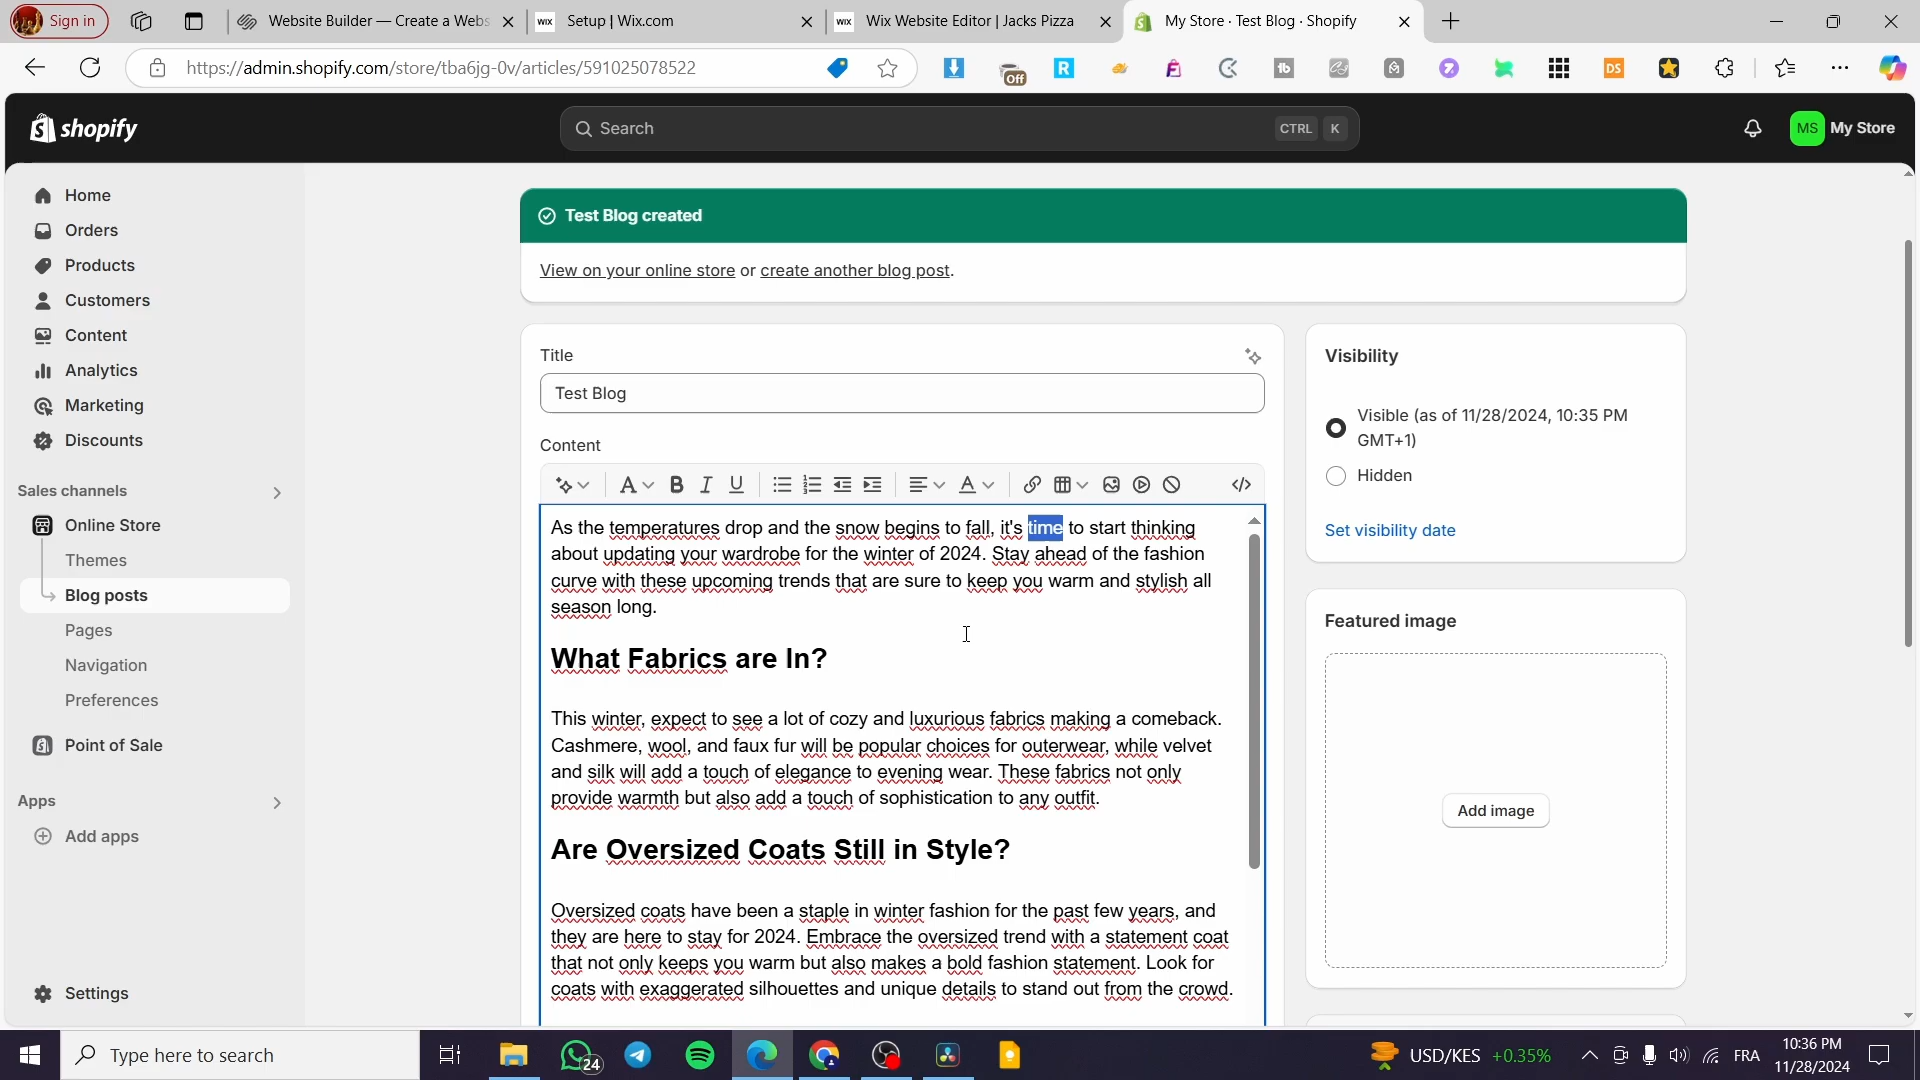 Sign in
Website Builder — Create a Webs
Setup | Wix.com
Wix Website Editor | Jacks Pizza
My Store · Test Blog · Shopify
https://admin.shopify.com/store/tba6jg-0v/articles/591025078522
shopify
Search
CTRL K
MS
My Store
Home
Orders
Products
Customers
Content
Analytics
Marketing
Discounts
Sales channels
Online Store
Themes
Blog posts
Pages
Navigation
Preferences
Point of Sale
Apps
Add apps
Settings
Test Blog created
View on your online store or create another blog post.
Title
Test Blog
Content
As the temperatures drop and the snow begins to fall, it's time to start thinking
about updating your wardrobe for the winter of 2024. Stay ahead of the fashion
curve with these upcoming trends that are sure to keep you warm and stylish all
season long.
What Fabrics are In?
This winter, expect to see a lot of cozy and luxurious fabrics making a comeback.
Cashmere, wool, and faux fur will be popular choices for outerwear, while velvet
and silk will add a touch of elegance to evening wear. These fabrics not only
provide warmth but also add a touch of sophistication to any outfit.
Are Oversized Coats Still in Style?
Oversized coats have been a staple in winter fashion for the past few years, and
they are here to stay for 2024. Embrace the oversized trend with a statement coat
that not only keeps you warm but also makes a bold fashion statement. Look for
coats with exaggerated silhouettes and unique details to stand out from the crowd.
Visibility
Visible (as of 11/28/2024, 10:35 PM
GMT+1)
Hidden
Set visibility date
Featured image
Add image
Off
DS
Type here to search
24
USD/KES +0.35%
FRA
10:36 PM
11/28/2024